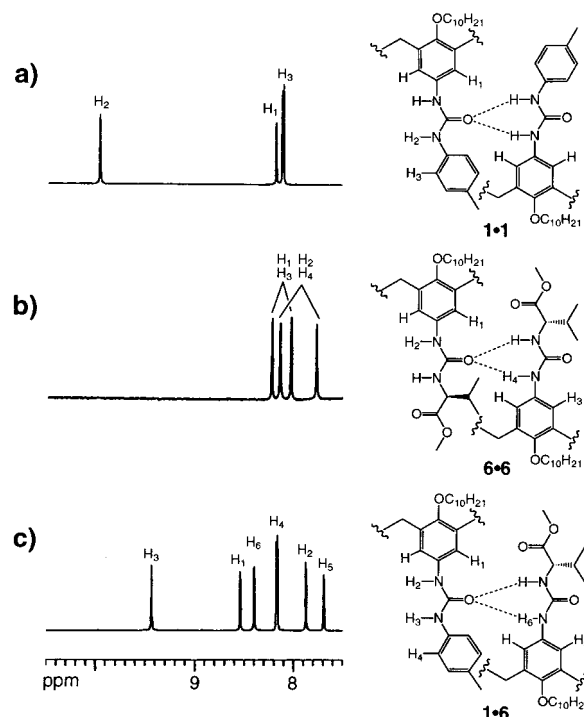 a)
H₂
H₁
H₃
OC₁₀H₂₁
H
H₁
H N
O
H₂ N
H₃
H N
H N
O
H
H
OC₁₀H₂₁
1•1
b)
H₁ H₂
H₃ H₄
OC₁₀H₂₁
H
H₁
H₂ N
O
H N
O
O
O
O
H N
O
H₄ N
H
H₃
OC₁₀H₂₁
6•6
c)
H₃
H₁
H₆
H₄
H₂
H₅
ppm
9
8
OC₁₀H₂₁
H
H₁
H₂ N
O
H₃ N
H₄
O
O
H N
O
H₆ N
H
H
OC₁₀H₂
1•6